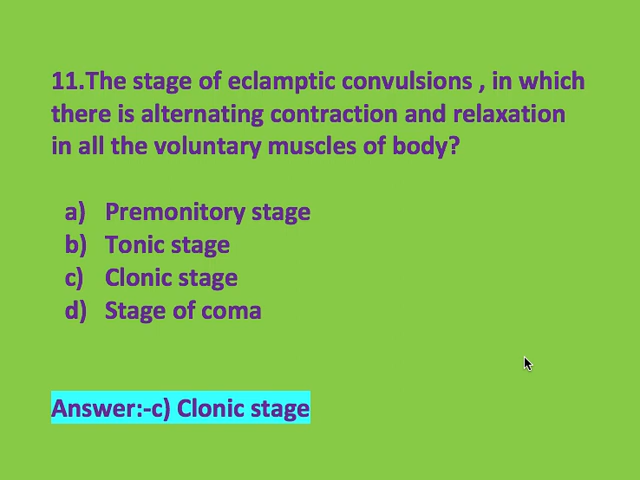 11.The stage of eclamptic convulsions , in which
there is alternating contraction and relaxation
in all the voluntary muscles of body?
a) Premonitory stage
b) Tonic stage
c) Clonic stage
d) Stage of coma
Answer:-c) Clonic stage